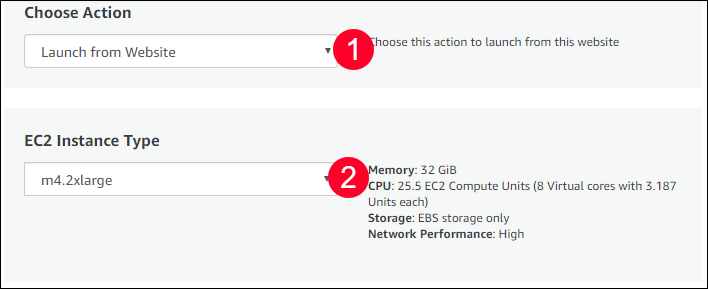 Choose Action
Launch from Website
1
Choose this action to launch from this website
EC2 Instance Type
m4.2xlarge
2
Memory: 32 GiB
CPU: 25.5 EC2 Compute Units (8 Virtual cores with 3.187
Units each)
Storage: EBS storage only
Network Performance: High